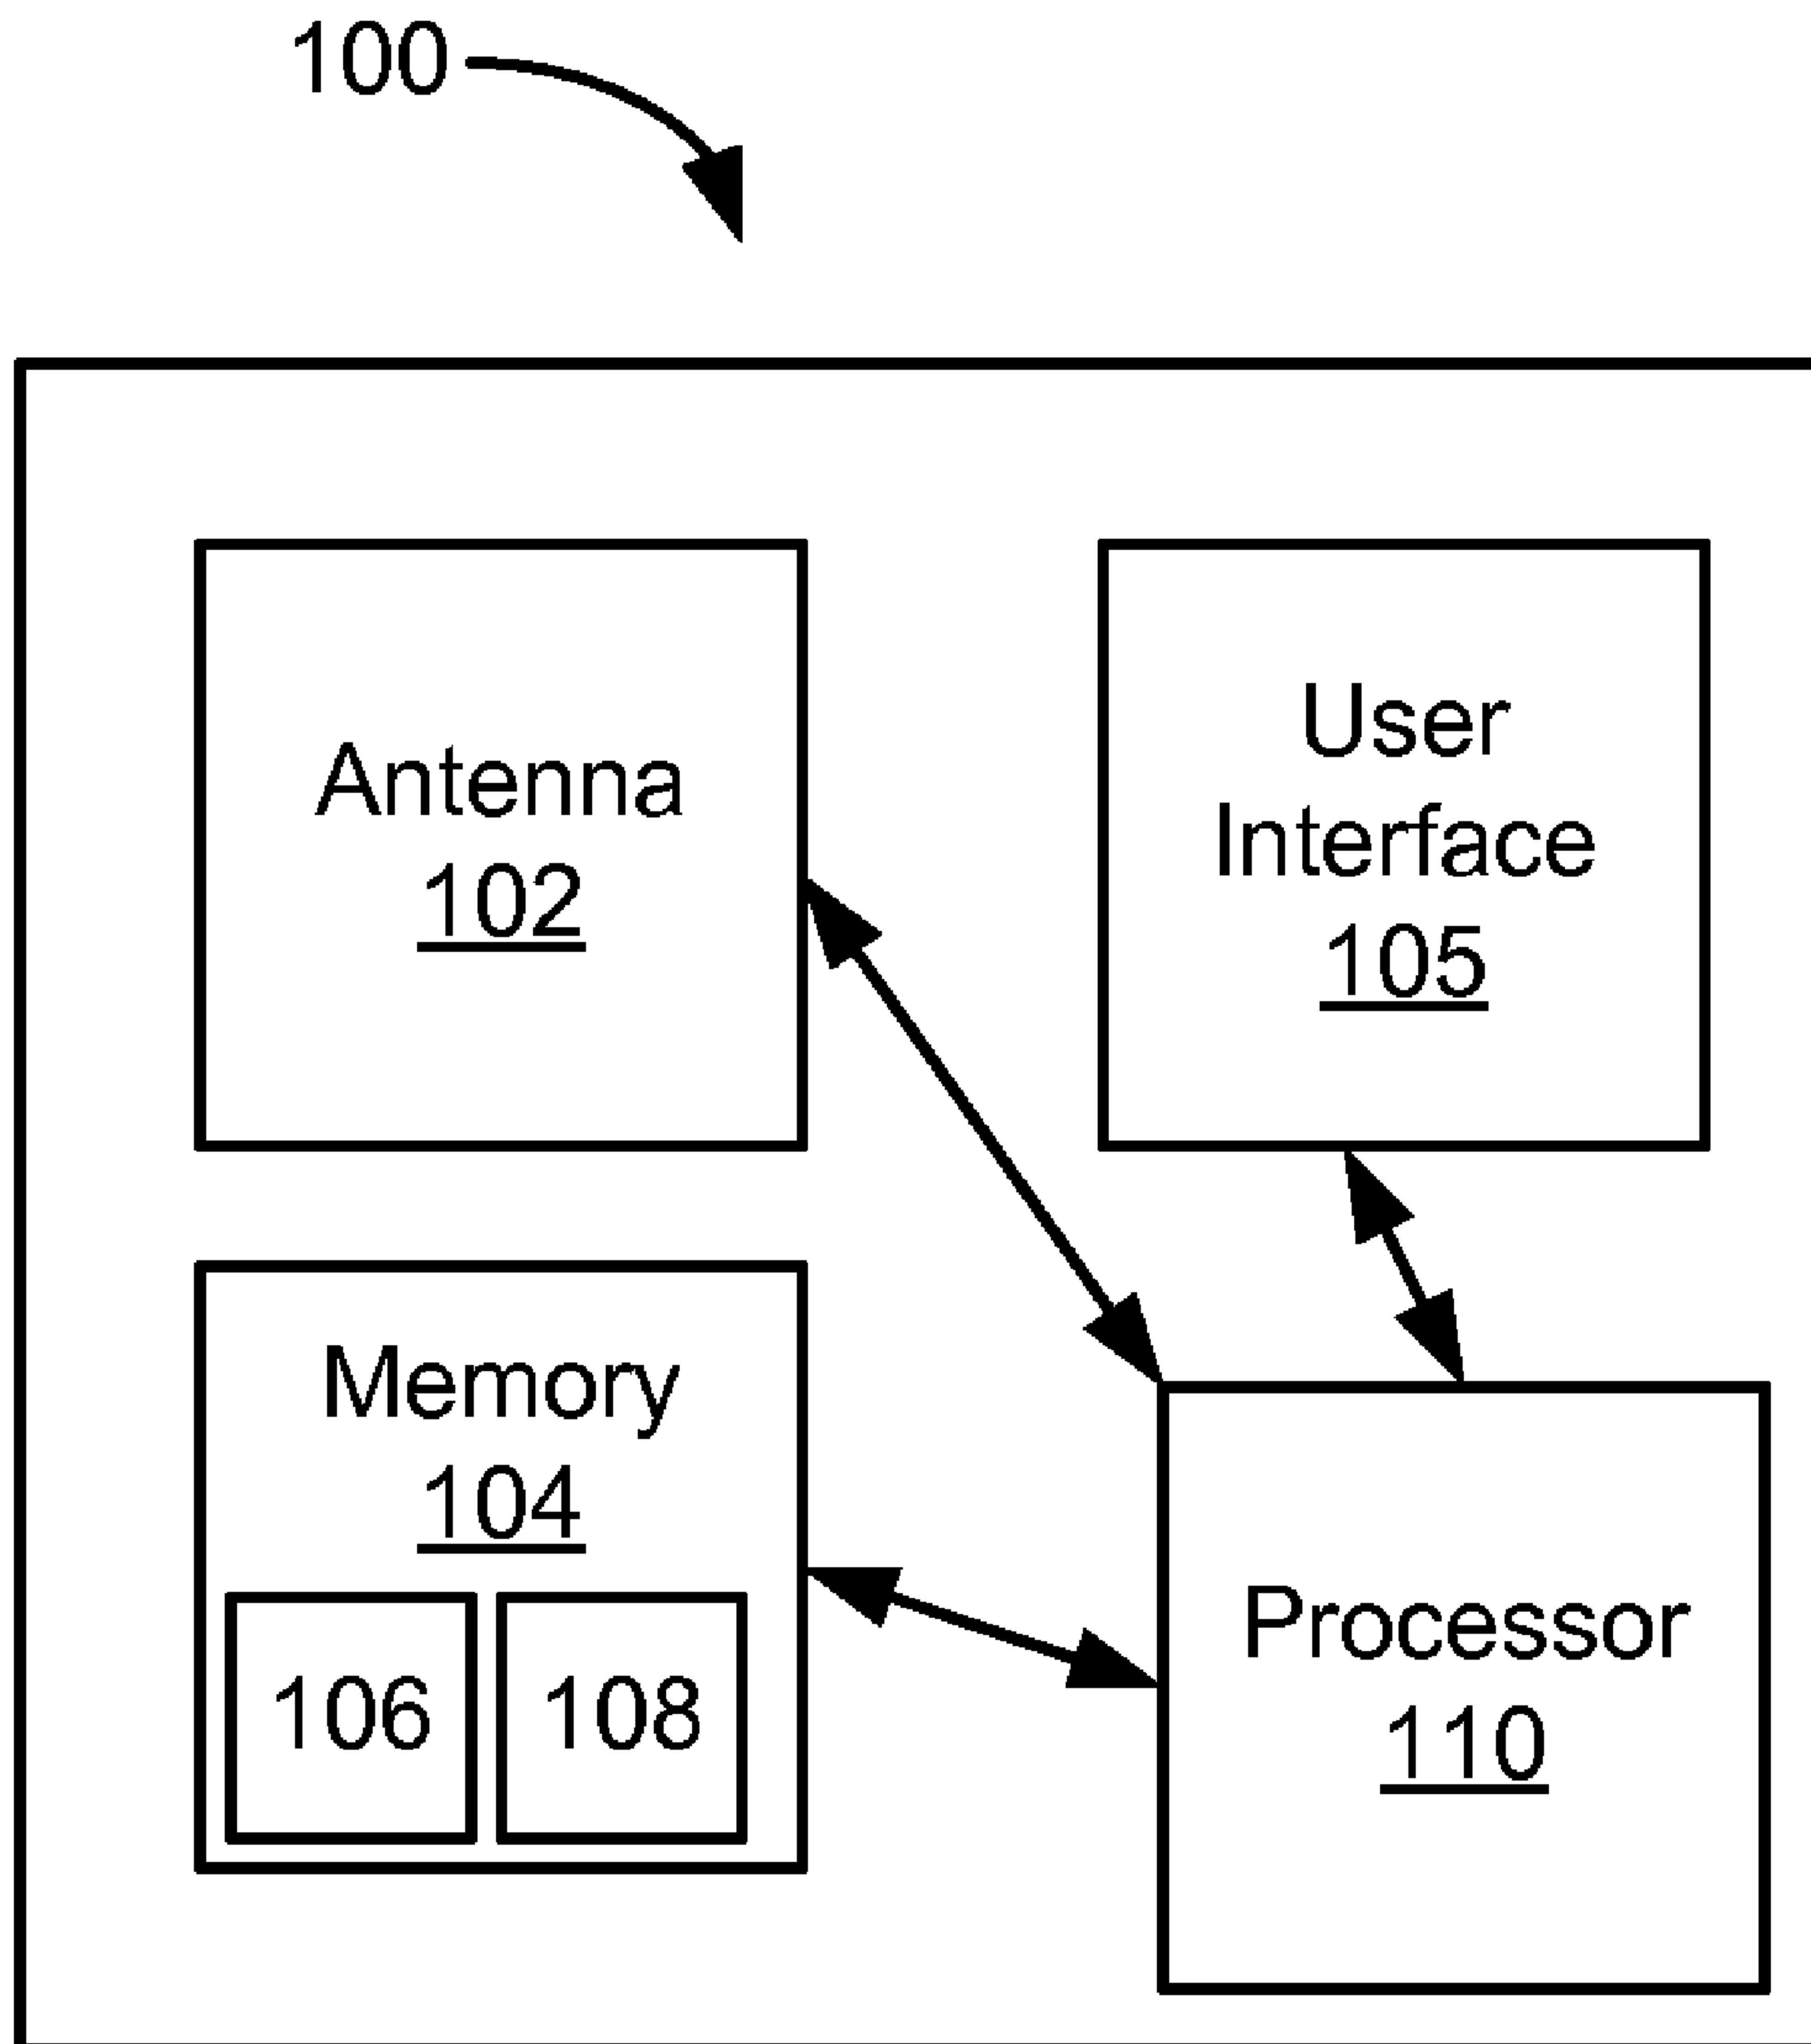 100
Antenna
102
User
Interface
105
Memory
104
106
108
Processor
110